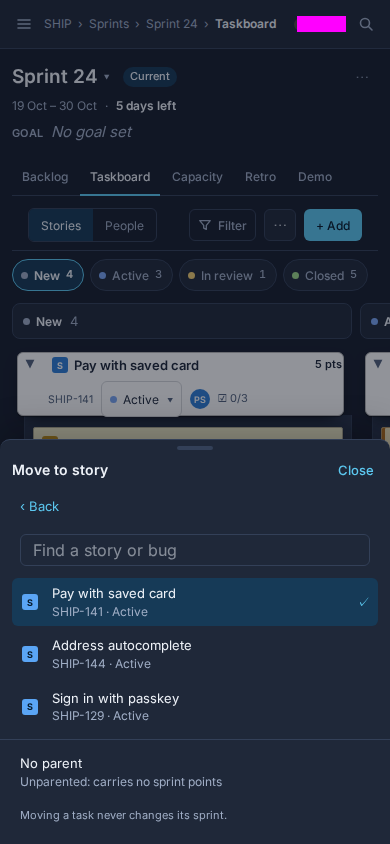 SHIP › Sprints › Sprint 24 › Taskboard
Sprint 24 ▾ Current ···
19 Oct – 30 Oct · 5 days left
GOAL No goal set
Backlog Taskboard Capacity Retro Demo
Stories People Filter ··· + Add
New 4 Active 3 In review 1 Closed 5
New 4 A
▼ S Pay with saved card 5 pts ▼
SHIP-141 Active ▾ PS ☑ 0/3
Move to story Close
‹ Back
Find a story or bug
S Pay with saved card
SHIP-141 · Active ✓
S Address autocomplete
SHIP-144 · Active
S Sign in with passkey
SHIP-129 · Active
No parent
Unparented: carries no sprint points
Moving a task never changes its sprint.